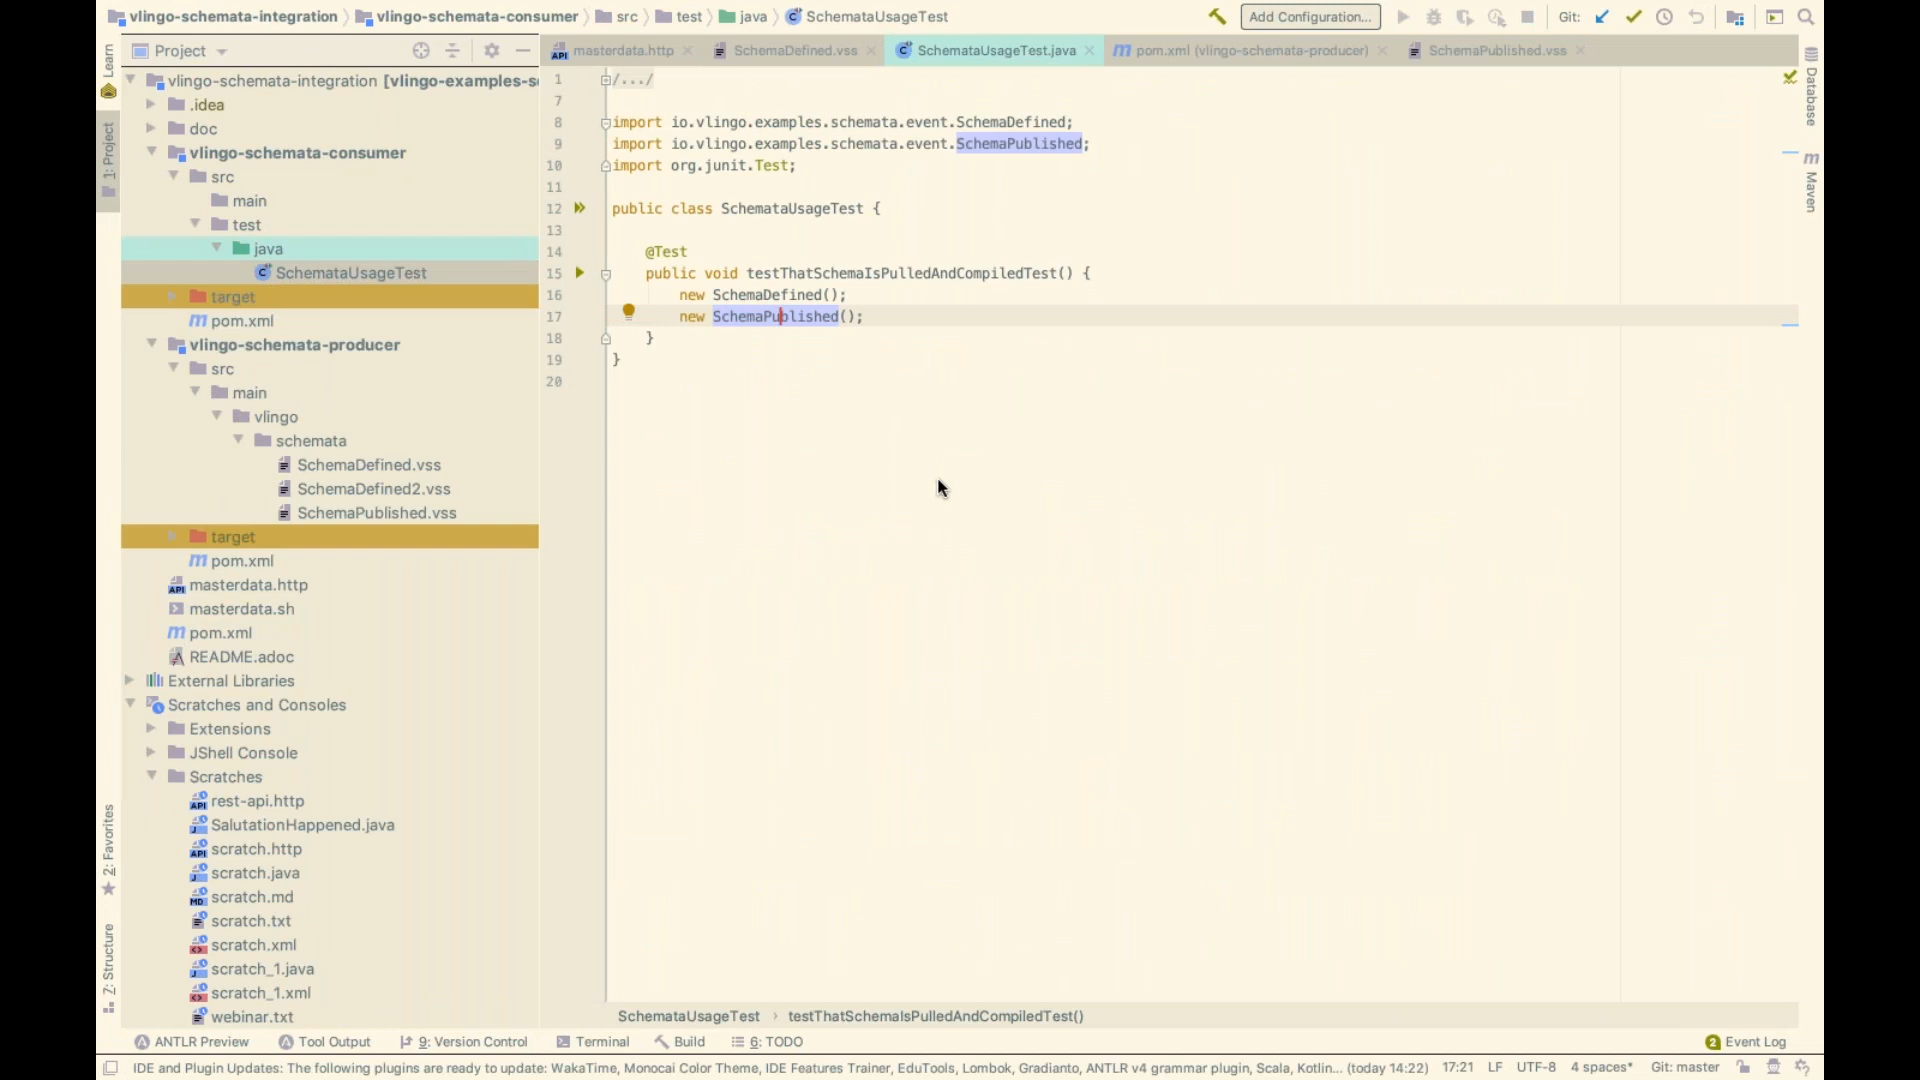 vlingo-schemata-integration vlingo-schemata-consumer src test java SchemataUsageTest Add Configuration... Git:
Project
masterdata.http SchemaDefined.vss SchemataUsageTest.java pom.xml (vlingo-schemata-producer) SchemaPublished.vss
Learn
1: Project
2: Favorites
7: Structure
vlingo-schemata-integration [vlingo-examples-s
.idea
doc
vlingo-schemata-consumer
src
main
test
java
SchemataUsageTest
target
pom.xml
vlingo-schemata-producer
src
main
vlingo
schemata
SchemaDefined.vss
SchemaDefined2.vss
SchemaPublished.vss
target
pom.xml
masterdata.http
masterdata.sh
pom.xml
README.adoc
External Libraries
Scratches and Consoles
Extensions
JShell Console
Scratches
rest-api.http
SalutationHappened.java
scratch.http
scratch.java
scratch.md
scratch.txt
scratch.xml
scratch_1.java
scratch_1.xml
webinar.txt
1 /.../
7
8 import io.vlingo.examples.schemata.event.SchemaDefined;
9 import io.vlingo.examples.schemata.event.SchemaPublished;
10 import org.junit.Test;
11
12 public class SchemataUsageTest {
13
14 @Test
15 public void testThatSchemaIsPulledAndCompiledTest() {
16 new SchemaDefined();
17 new SchemaPublished();
18 }
19 }
20
Database
Maven
SchemataUsageTest › testThatSchemaIsPulledAndCompiledTest()
ANTLR Preview Tool Output 9: Version Control Terminal Build 6: TODO 2 Event Log
IDE and Plugin Updates: The following plugins are ready to update: WakaTime, Monocai Color Theme, IDE Features Trainer, EduTools, Lombok, Gradianto, ANTLR v4 grammar plugin, Scala, Kotlin... (today 14:22) 17:21 LF UTF-8 4 spaces* Git: master